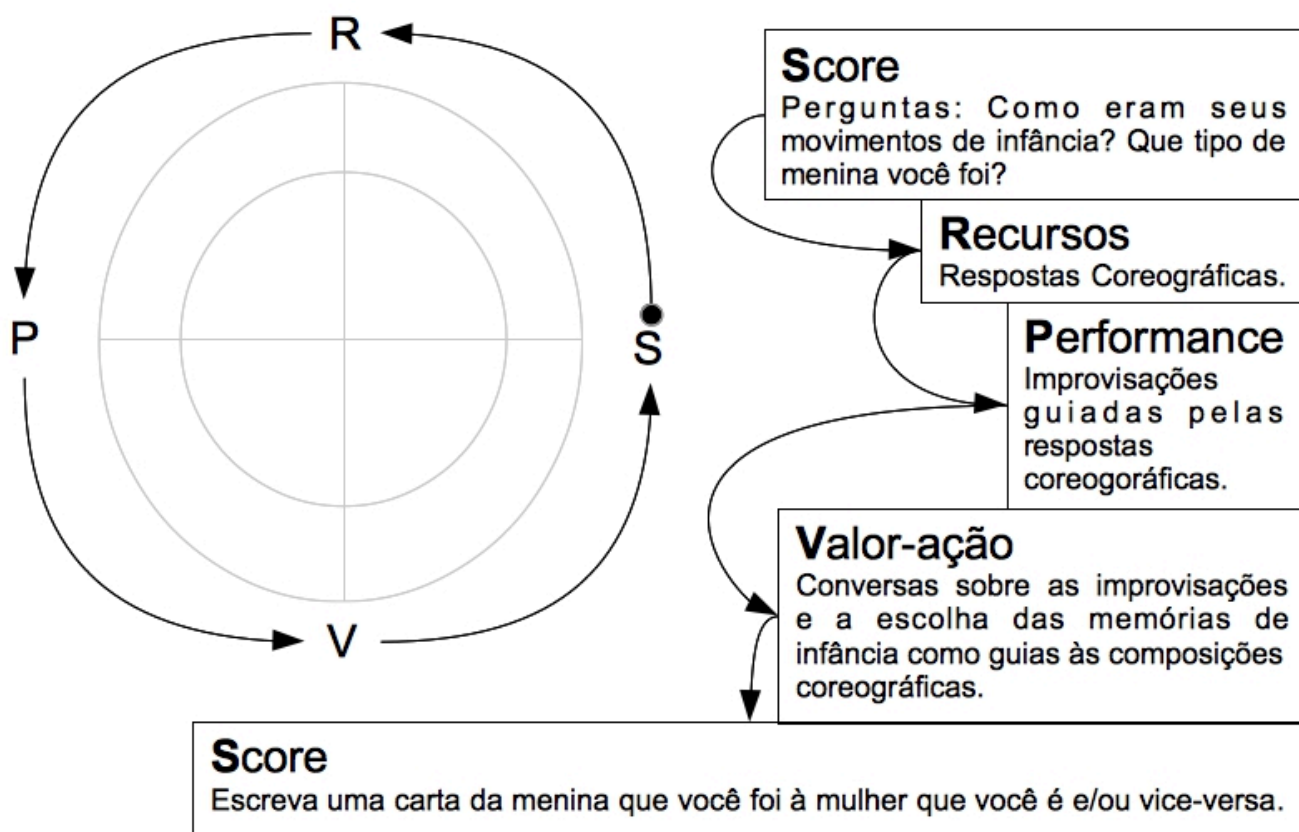 R
P
S
V
Score
Perguntas: Como eram seus
movimentos de infância? Que tipo de
menina você foi?
Recursos
Respostas Coreográficas.
Performance
Improvisações
guiadas pelas
respostas
coreogoráficas.
Valor-ação
Conversas sobre as improvisações
e a escolha das memórias de
infância como guias às composições
coreográficas.
Score
Escreva uma carta da menina que você foi à mulher que você é e/ou vice-versa.